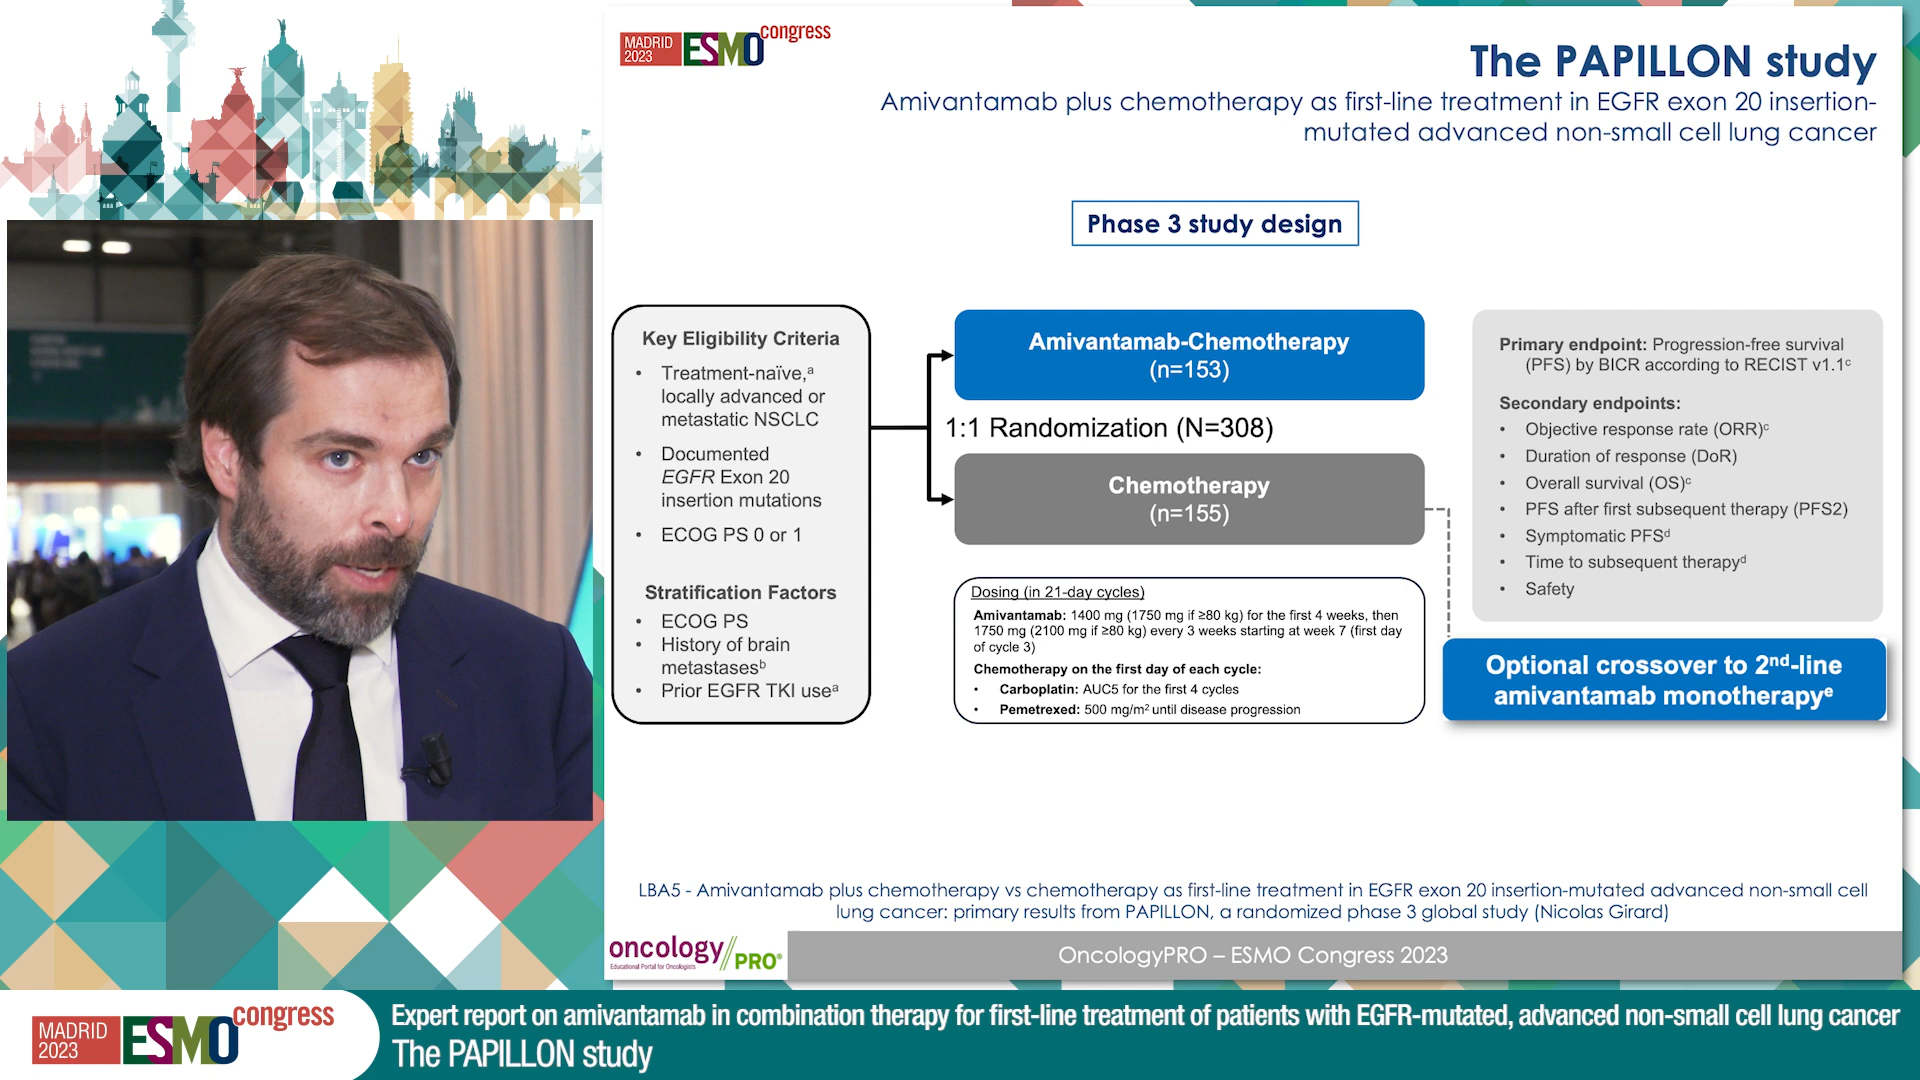 MADRID
2023
ESMO
congress
The PAPILLON study
Amivantamab plus chemotherapy as first-line treatment in EGFR exon 20 insertion-
mutated advanced non-small cell lung cancer
Phase 3 study design
Key Eligibility Criteria
• Treatment-naïve,ᵃ
locally advanced or
metastatic NSCLC
• Documented
EGFR Exon 20
insertion mutations
• ECOG PS 0 or 1
Stratification Factors
• ECOG PS
• History of brain
metastasesᵇ
• Prior EGFR TKI useᵃ
Amivantamab-Chemotherapy
(n=153)
1:1 Randomization (N=308)
Chemotherapy
(n=155)
Dosing (in 21-day cycles)
Amivantamab: 1400 mg (1750 mg if ≥80 kg) for the first 4 weeks, then
1750 mg (2100 mg if ≥80 kg) every 3 weeks starting at week 7 (first day
of cycle 3)
Chemotherapy on the first day of each cycle:
• Carboplatin: AUC5 for the first 4 cycles
• Pemetrexed: 500 mg/m² until disease progression
Primary endpoint: Progression-free survival
(PFS) by BICR according to RECIST v1.1ᶜ
Secondary endpoints:
• Objective response rate (ORR)ᶜ
• Duration of response (DoR)
• Overall survival (OS)ᶜ
• PFS after first subsequent therapy (PFS2)
• Symptomatic PFSᵈ
• Time to subsequent therapyᵈ
• Safety
Optional crossover to 2ⁿᵈ-line
amivantamab monotherapyᵉ
LBA5 - Amivantamab plus chemotherapy vs chemotherapy as first-line treatment in EGFR exon 20 insertion-mutated advanced non-small cell
lung cancer: primary results from PAPILLON, a randomized phase 3 global study (Nicolas Girard)
oncology//PRO®
Educational Portal for Oncologists
OncologyPRO – ESMO Congress 2023
MADRID
2023
ESMO
congress
Expert report on amivantamab in combination therapy for first-line treatment of patients with EGFR-mutated, advanced non-small cell lung cancer
The PAPILLON study